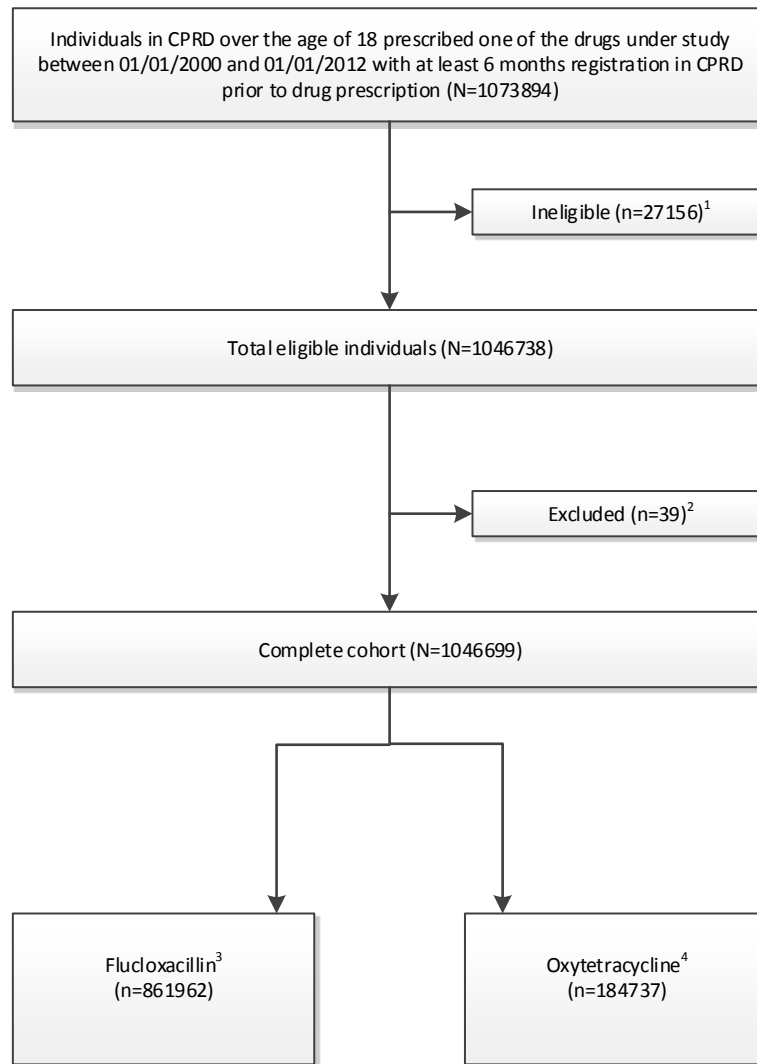 Individuals in CPRD over the age of 18 prescribed one of the drugs under study
between 01/01/2000 and 01/01/2012 with at least 6 months registration in CPRD
prior to drug prescription (N=1073894)
Ineligible (n=27156)¹
Total eligible individuals (N=1046738)
Excluded (n=39)²
Complete cohort (N=1046699)
Flucloxacillin³
(n=861962)
Oxytetracycline⁴
(n=184737)